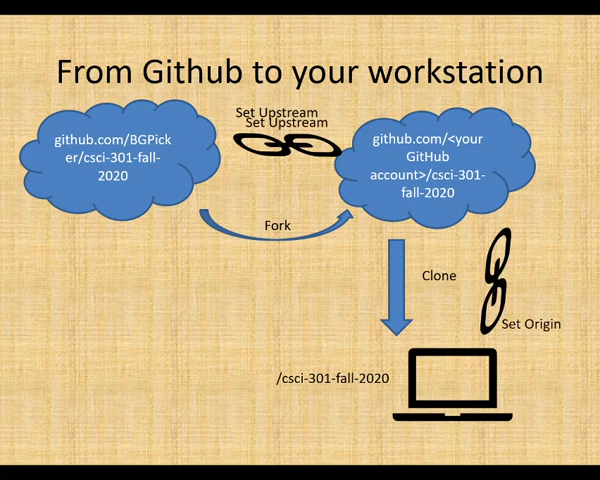 From Github to your workstation
Set Upstream
Set Upstream
github.com/BGPick
er/csci-301-fall-
2020
github.com/<your
GitHub
account>/csci-301-
fall-2020
Fork
Clone
Set Origin
/csci-301-fall-2020